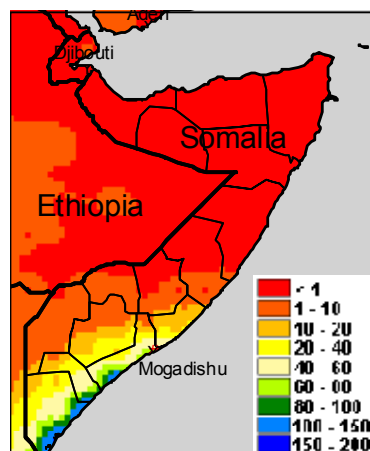 Aden
Djibouti
Somalia
Ethiopia
Mogadishu
< 1
1 - 10
10 - 20
20 - 40
40 - 60
60 - 80
80 - 100
100 - 150
150 - 200